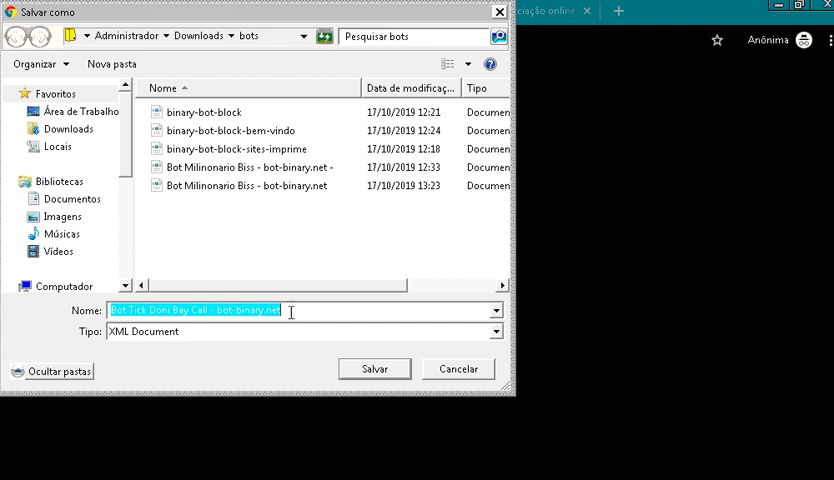 Salvar como
ciação online
Administrador Downloads bots
Pesquisar bots
Anônima
Organizar
Nova pasta
Favoritos
Área de Trabalho
Downloads
Locais
Bibliotecas
Documentos
Imagens
Músicas
Vídeos
Computador
Nome Data de modificaç... Tipo
binary-bot-block 17/10/2019 12:21 Documen
binary-bot-block-bem-vindo 17/10/2019 12:24 Documen
binary-bot-block-sites-imprime 17/10/2019 12:18 Documen
Bot Milinonario Biss - bot-binary.net - 17/10/2019 12:33 Documen
Bot Milinonario Biss - bot-binary.net 17/10/2019 13:23 Documen
Nome: Bot Tick Doni Bay Call - bot-binary.net
Tipo: XML Document
Ocultar pastas
Salvar
Cancelar